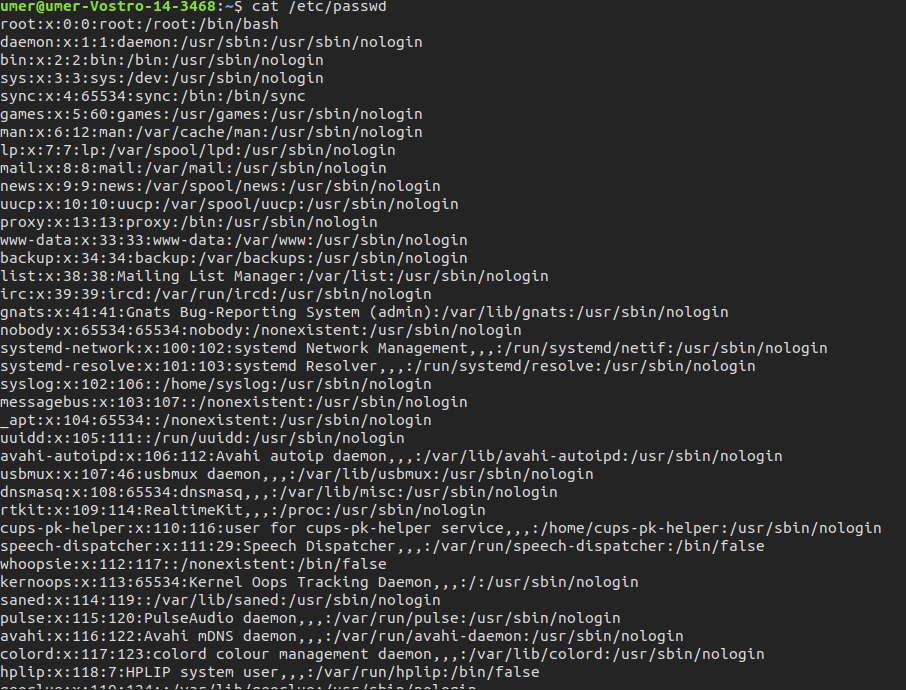 umer@umer-Vostro-14-3468:~$ cat /etc/passwd
root:x:0:0:root:/root:/bin/bash
daemon:x:1:1:daemon:/usr/sbin:/usr/sbin/nologin
bin:x:2:2:bin:/bin:/usr/sbin/nologin
sys:x:3:3:sys:/dev:/usr/sbin/nologin
sync:x:4:65534:sync:/bin:/bin/sync
games:x:5:60:games:/usr/games:/usr/sbin/nologin
man:x:6:12:man:/var/cache/man:/usr/sbin/nologin
lp:x:7:7:lp:/var/spool/lpd:/usr/sbin/nologin
mail:x:8:8:mail:/var/mail:/usr/sbin/nologin
news:x:9:9:news:/var/spool/news:/usr/sbin/nologin
uucp:x:10:10:uucp:/var/spool/uucp:/usr/sbin/nologin
proxy:x:13:13:proxy:/bin:/usr/sbin/nologin
www-data:x:33:33:www-data:/var/www:/usr/sbin/nologin
backup:x:34:34:backup:/var/backups:/usr/sbin/nologin
list:x:38:38:Mailing List Manager:/var/list:/usr/sbin/nologin
irc:x:39:39:ircd:/var/run/ircd:/usr/sbin/nologin
gnats:x:41:41:Gnats Bug-Reporting System (admin):/var/lib/gnats:/usr/sbin/nologin
nobody:x:65534:65534:nobody:/nonexistent:/usr/sbin/nologin
systemd-network:x:100:102:systemd Network Management,,,:/run/systemd/netif:/usr/sbin/nologin
systemd-resolve:x:101:103:systemd Resolver,,,:/run/systemd/resolve:/usr/sbin/nologin
syslog:x:102:106::/home/syslog:/usr/sbin/nologin
messagebus:x:103:107::/nonexistent:/usr/sbin/nologin
_apt:x:104:65534::/nonexistent:/usr/sbin/nologin
uuidd:x:105:111::/run/uuidd:/usr/sbin/nologin
avahi-autoipd:x:106:112:Avahi autoip daemon,,,:/var/lib/avahi-autoipd:/usr/sbin/nologin
usbmux:x:107:46:usbmux daemon,,,:/var/lib/usbmux:/usr/sbin/nologin
dnsmasq:x:108:65534:dnsmasq,,,:/var/lib/misc:/usr/sbin/nologin
rtkit:x:109:114:RealtimeKit,,,:/proc:/usr/sbin/nologin
cups-pk-helper:x:110:116:user for cups-pk-helper service,,,:/home/cups-pk-helper:/usr/sbin/nologin
speech-dispatcher:x:111:29:Speech Dispatcher,,,:/var/run/speech-dispatcher:/bin/false
whoopsie:x:112:117::/nonexistent:/bin/false
kernoops:x:113:65534:Kernel Oops Tracking Daemon,,,:/:/usr/sbin/nologin
saned:x:114:119::/var/lib/saned:/usr/sbin/nologin
pulse:x:115:120:PulseAudio daemon,,,:/var/run/pulse:/usr/sbin/nologin
avahi:x:116:122:Avahi mDNS daemon,,,:/var/run/avahi-daemon:/usr/sbin/nologin
colord:x:117:123:colord colour management daemon,,,:/var/lib/colord:/usr/sbin/nologin
hplip:x:118:7:HPLIP system user,,,:/var/run/hplip:/bin/false